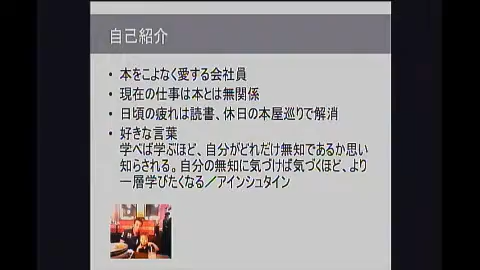 自己紹介
• 本をこよなく愛する会社員
• 現在の仕事は本とは無関係
• 日頃の疲れは読書、休日の本屋巡りで解消
• 好きな言葉
学べば学ぶほど、自分がどれだけ無知であるか思い
知らされる。自分の無知に気づけば気づくほど、より
一層学びたくなる／アインシュタイン